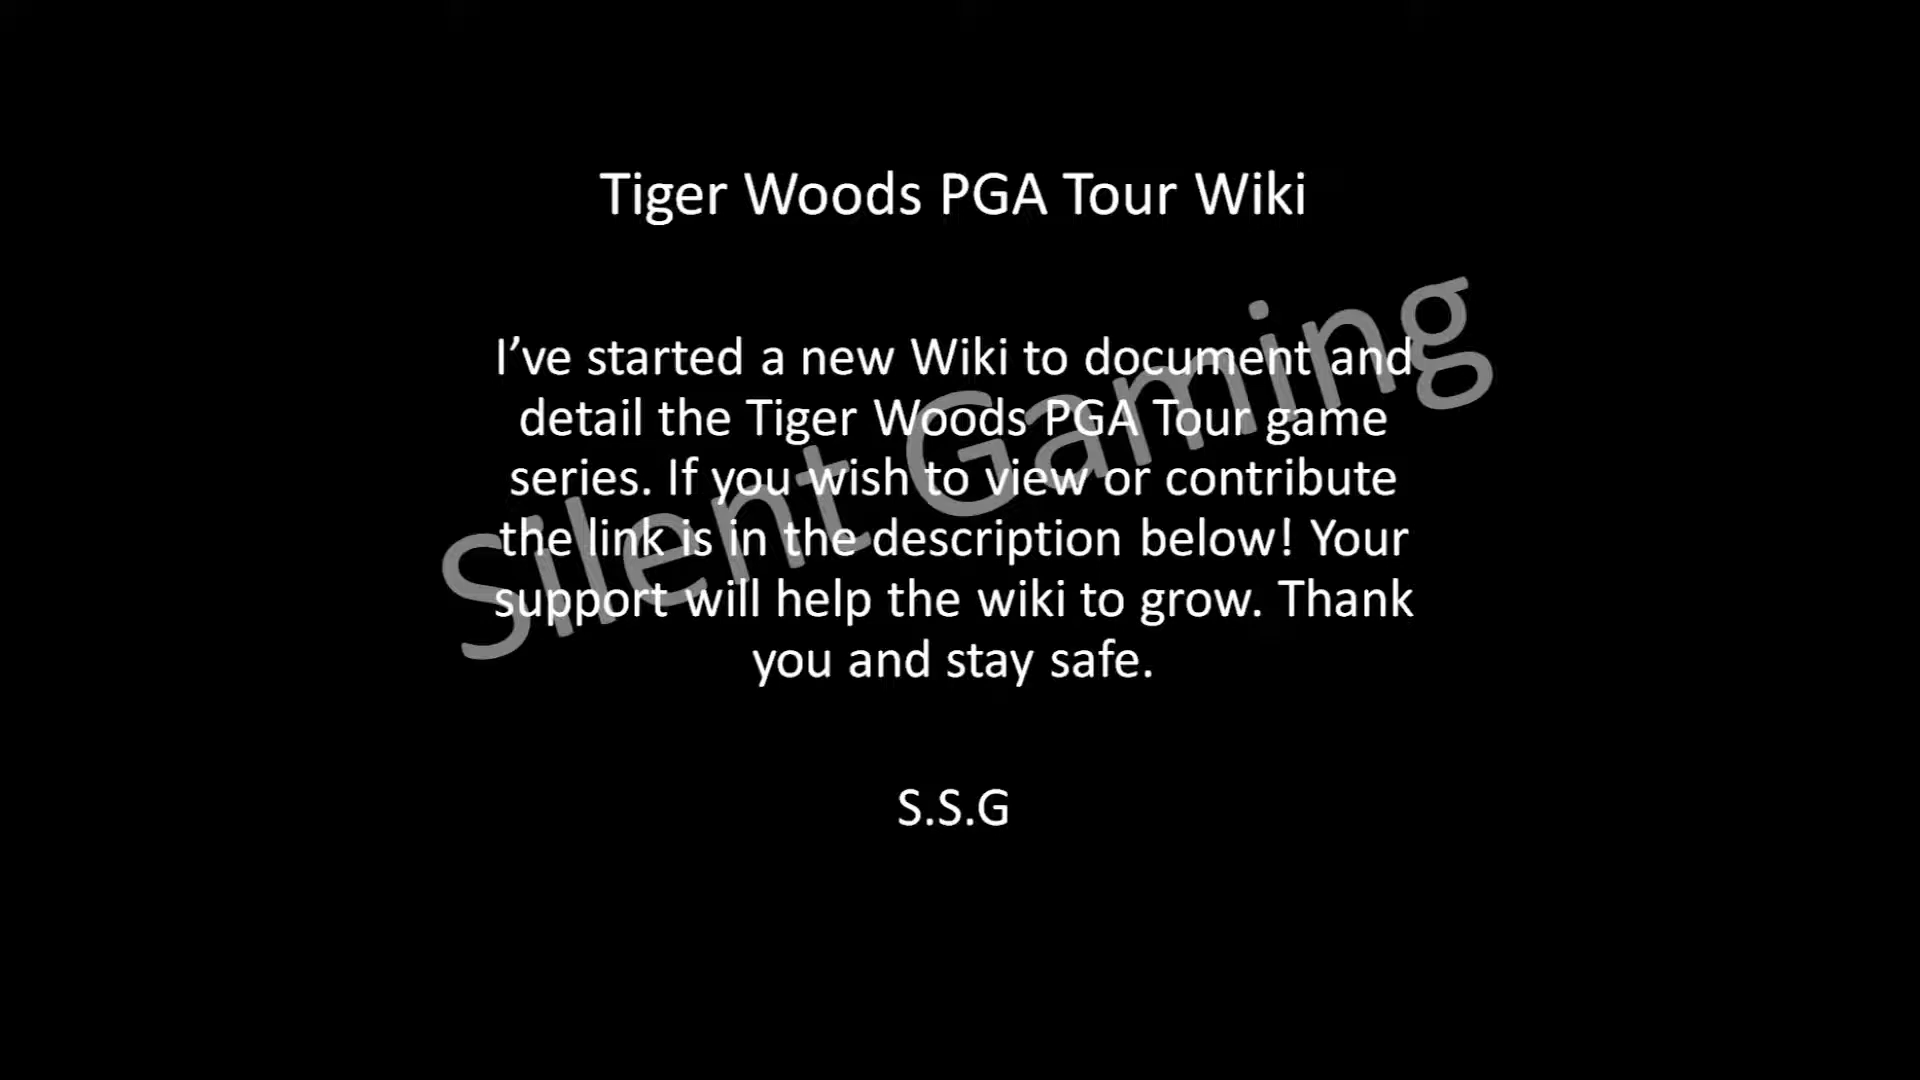 Tiger Woods PGA Tour Wiki
I’ve started a new Wiki to document and
detail the Tiger Woods PGA Tour game
series. If you wish to view or contribute
the link is in the description below! Your
support will help the wiki to grow. Thank
you and stay safe.
S.S.G
Silent Gaming